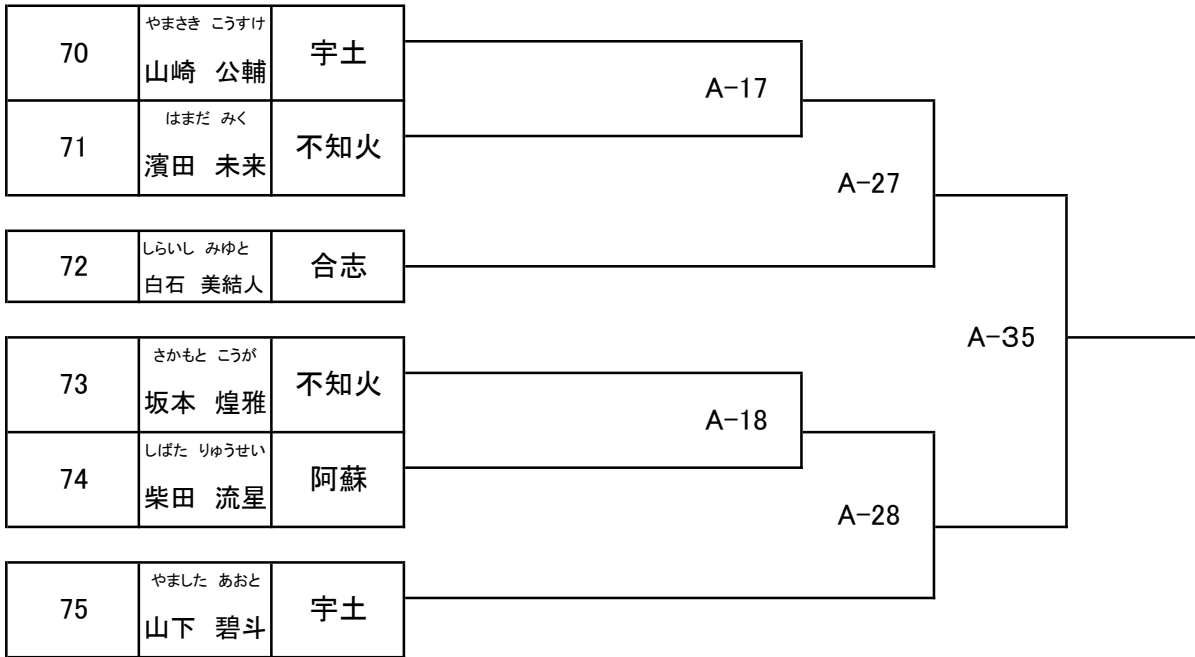 やまさき こうすけ
70 山崎 公輔 宇土
A-17
はまだ みく
71 濱田 未来 不知火
A-27
しらいし みゆと
72 白石 美結人 合志
A-35
さかもと こうが
73 坂本 煌雅 不知火
A-18
しばた りゅうせい
74 柴田 流星 阿蘇
A-28
やました あおと
75 山下 碧斗 宇土